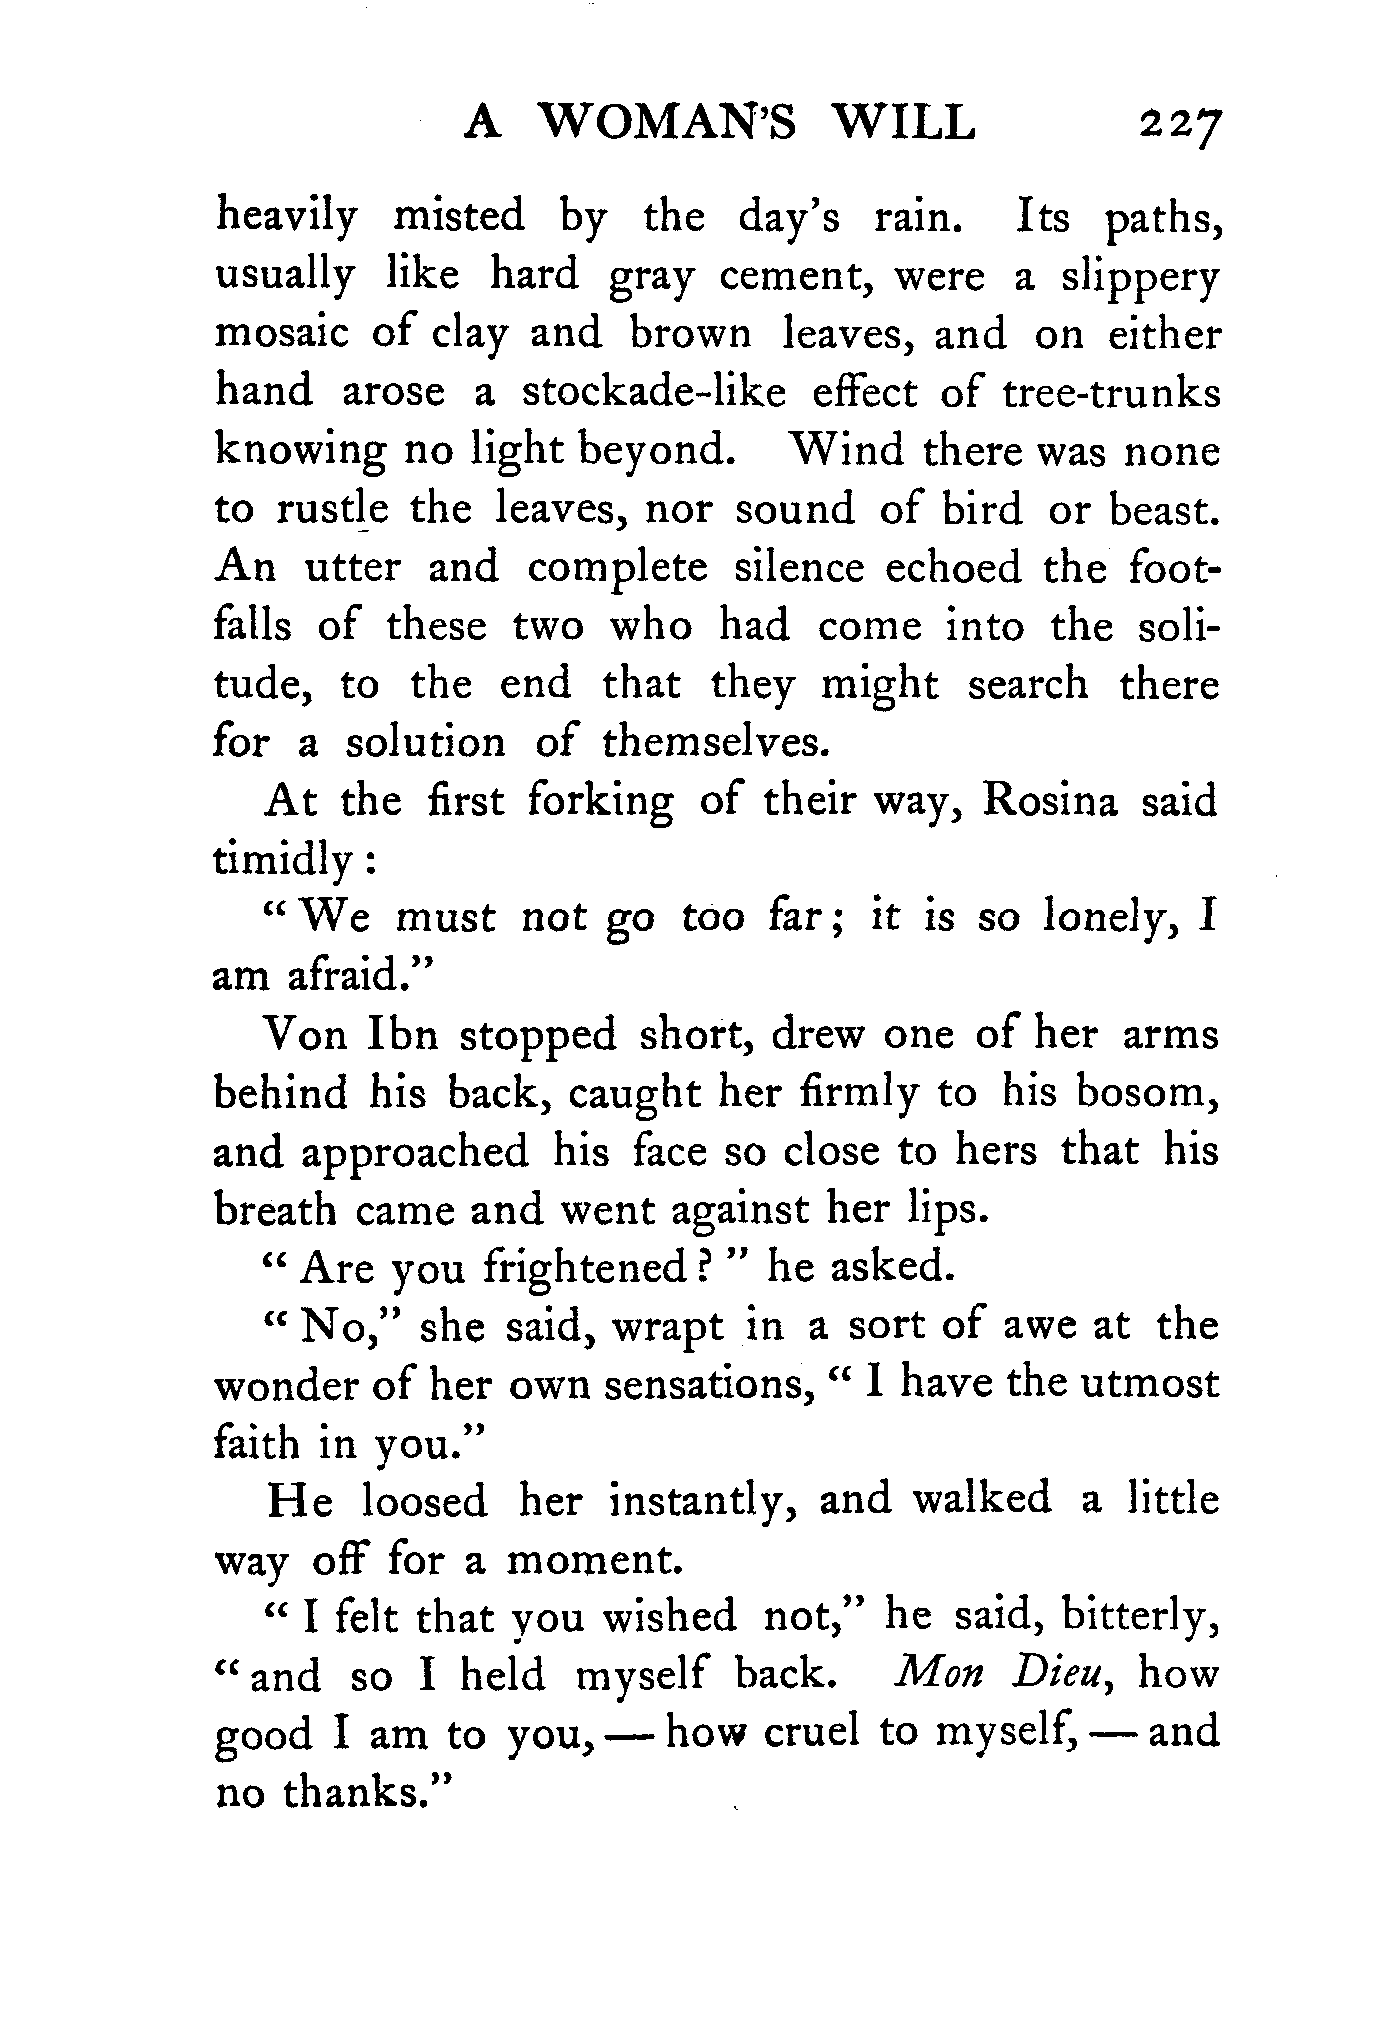 A WOMAN'S WILL 227
heavily misted by the day's rain. Its paths,
usually like hard gray cement, were a slippery
mosaic of clay and brown leaves, and on either
hand arose a stockade-like effect of tree-trunks
knowing no light beyond. Wind there was none
to rustle the leaves, nor sound of bird or beast.
An utter and complete silence echoed the foot-
falls of these two who had come into the soli-
tude, to the end that they might search there
for a solution of themselves.
At the first forking of their way, Rosina said
timidly :
“ We must not go too far ; it is so lonely, I
am afraid.”
Von Ibn stopped short, drew one of her arms
behind his back, caught her firmly to his bosom,
and approached his face so close to hers that his
breath came and went against her lips.
“ Are you frightened ? ” he asked.
“ No,” she said, wrapt in a sort of awe at the
wonder of her own sensations, “ I have the utmost
faith in you.”
He loosed her instantly, and walked a little
way off for a moment.
“ I felt that you wished not,” he said, bitterly,
“ and so I held myself back. Mon Dieu, how
good I am to you, — how cruel to myself, — and
no thanks.”